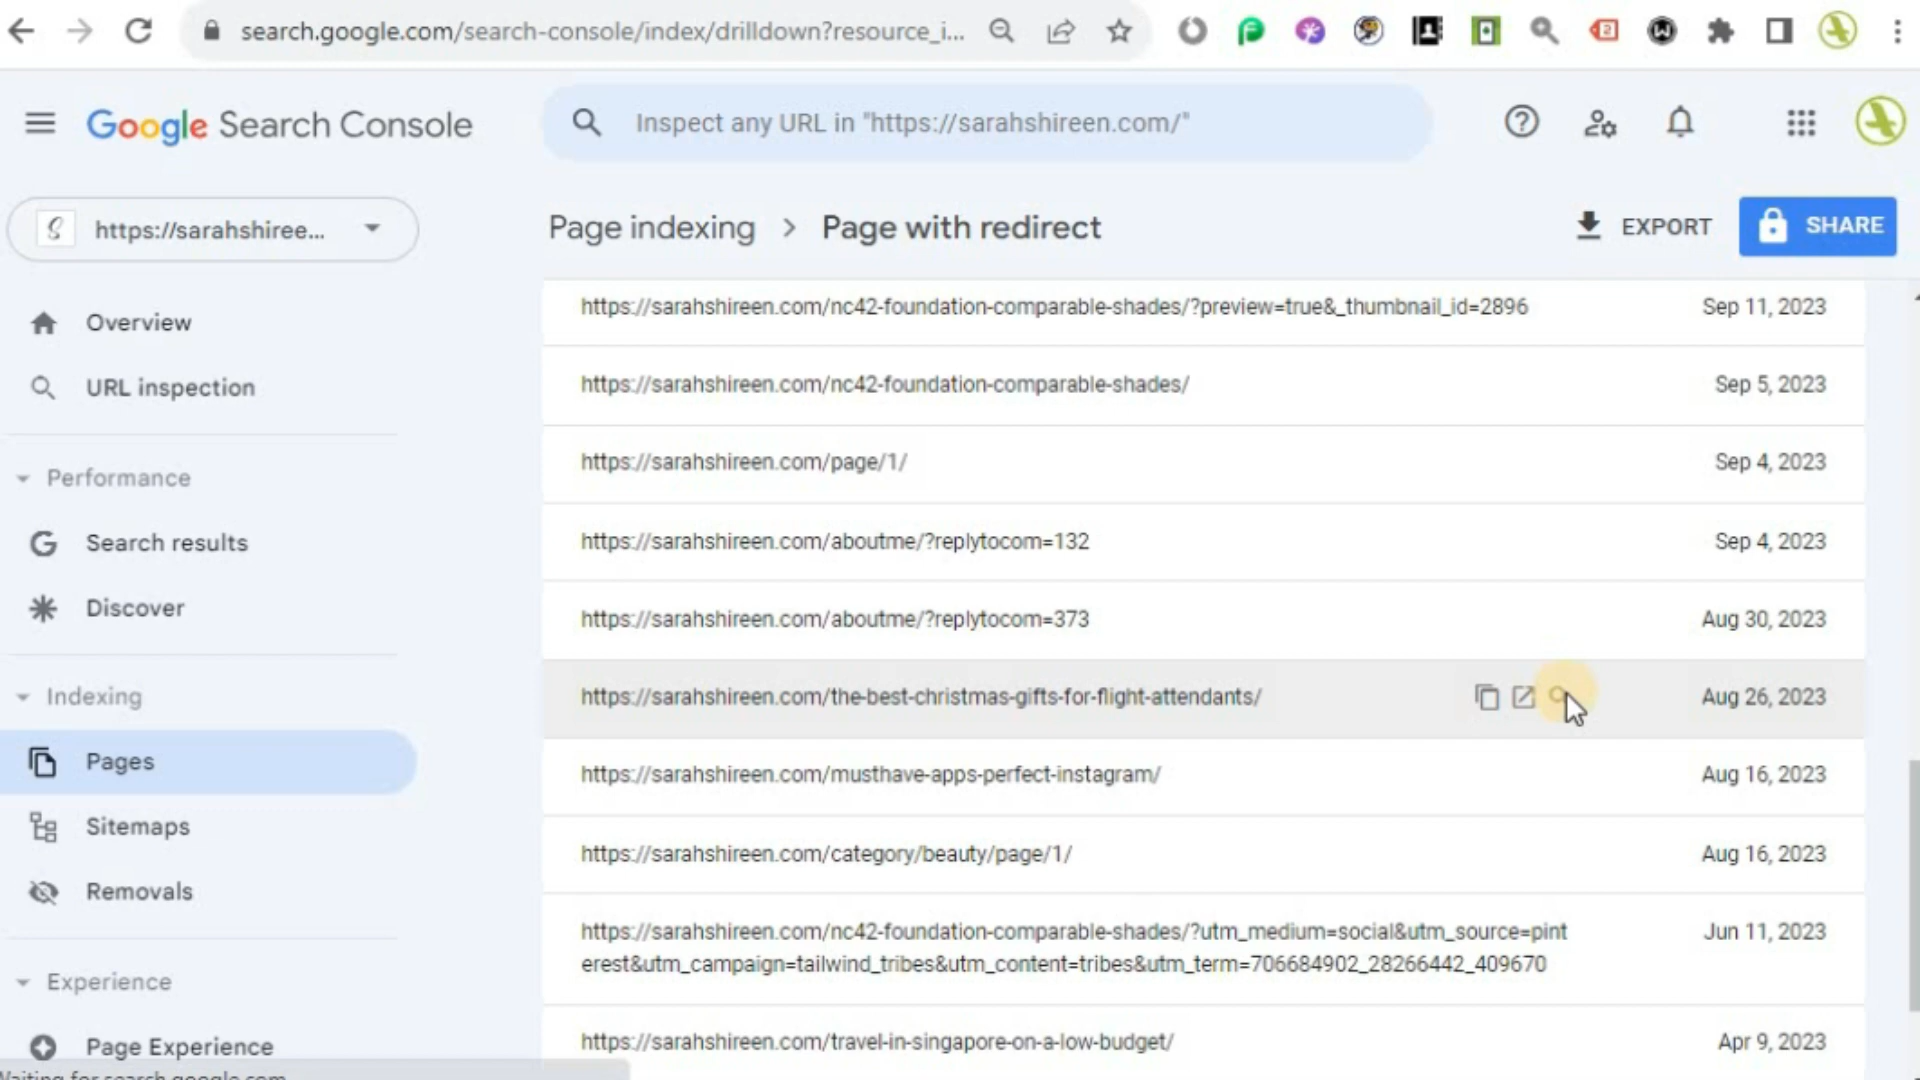 search.google.com/search-console/index/drilldown?resource_i...
2
Google Search Console
Inspect any URL in "https://sarahshireen.com/"
https://sarahshiree...
Page indexing > Page with redirect
EXPORT
SHARE
Overview
URL inspection
Performance
Search results
Discover
Indexing
Pages
Sitemaps
Removals
Experience
Page Experience
https://sarahshireen.com/nc42-foundation-comparable-shades/?preview=true&_thumbnail_id=2896 Sep 11, 2023
https://sarahshireen.com/nc42-foundation-comparable-shades/ Sep 5, 2023
https://sarahshireen.com/page/1/ Sep 4, 2023
https://sarahshireen.com/aboutme/?replytocom=132 Sep 4, 2023
https://sarahshireen.com/aboutme/?replytocom=373 Aug 30, 2023
https://sarahshireen.com/the-best-christmas-gifts-for-flight-attendants/ Aug 26, 2023
https://sarahshireen.com/musthave-apps-perfect-instagram/ Aug 16, 2023
https://sarahshireen.com/category/beauty/page/1/ Aug 16, 2023
https://sarahshireen.com/nc42-foundation-comparable-shades/?utm_medium=social&utm_source=pint Jun 11, 2023
erest&utm_campaign=tailwind_tribes&utm_content=tribes&utm_term=706684902_28266442_409670
https://sarahshireen.com/travel-in-singapore-on-a-low-budget/ Apr 9, 2023
for search.google.com